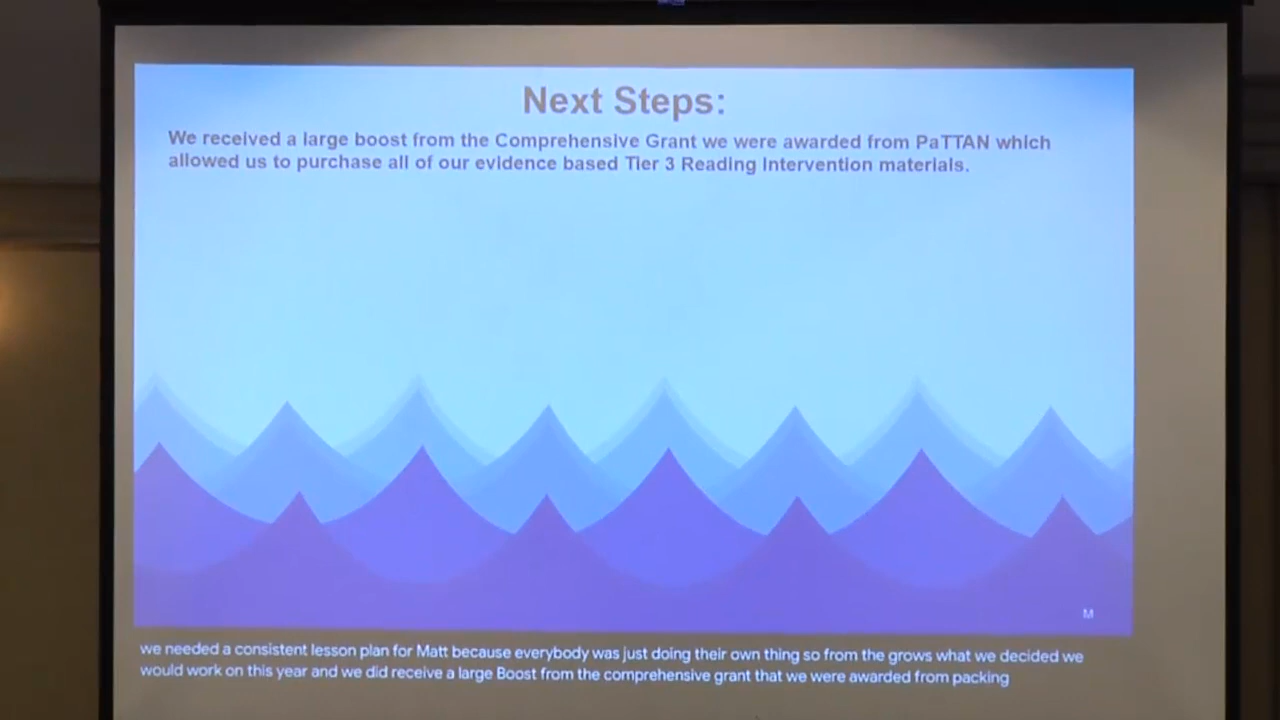 Next Steps:
We received a large boost from the Comprehensive Grant we were awarded from PaTTAN which
allowed us to purchase all of our evidence based Tier 3 Reading Intervention materials.
M
we needed a consistent lesson plan for Matt because everybody was just doing their own thing so from the grows what we decided we
would work on this year and we did receive a large Boost from the comprehensive grant that we were awarded from packing